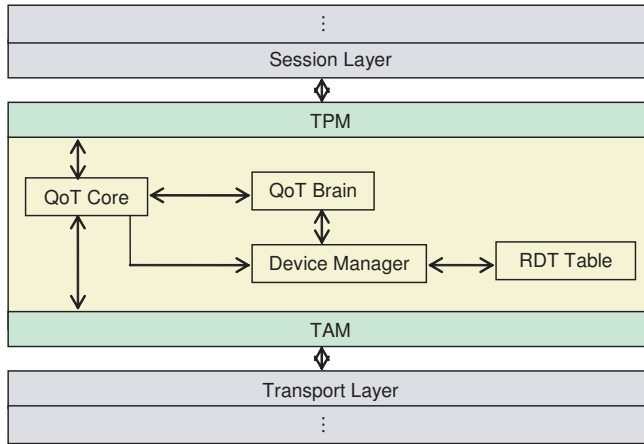 ⋮
Session Layer
TPM
QoT Core
QoT Brain
Device Manager
RDT Table
TAM
Transport Layer
⋮